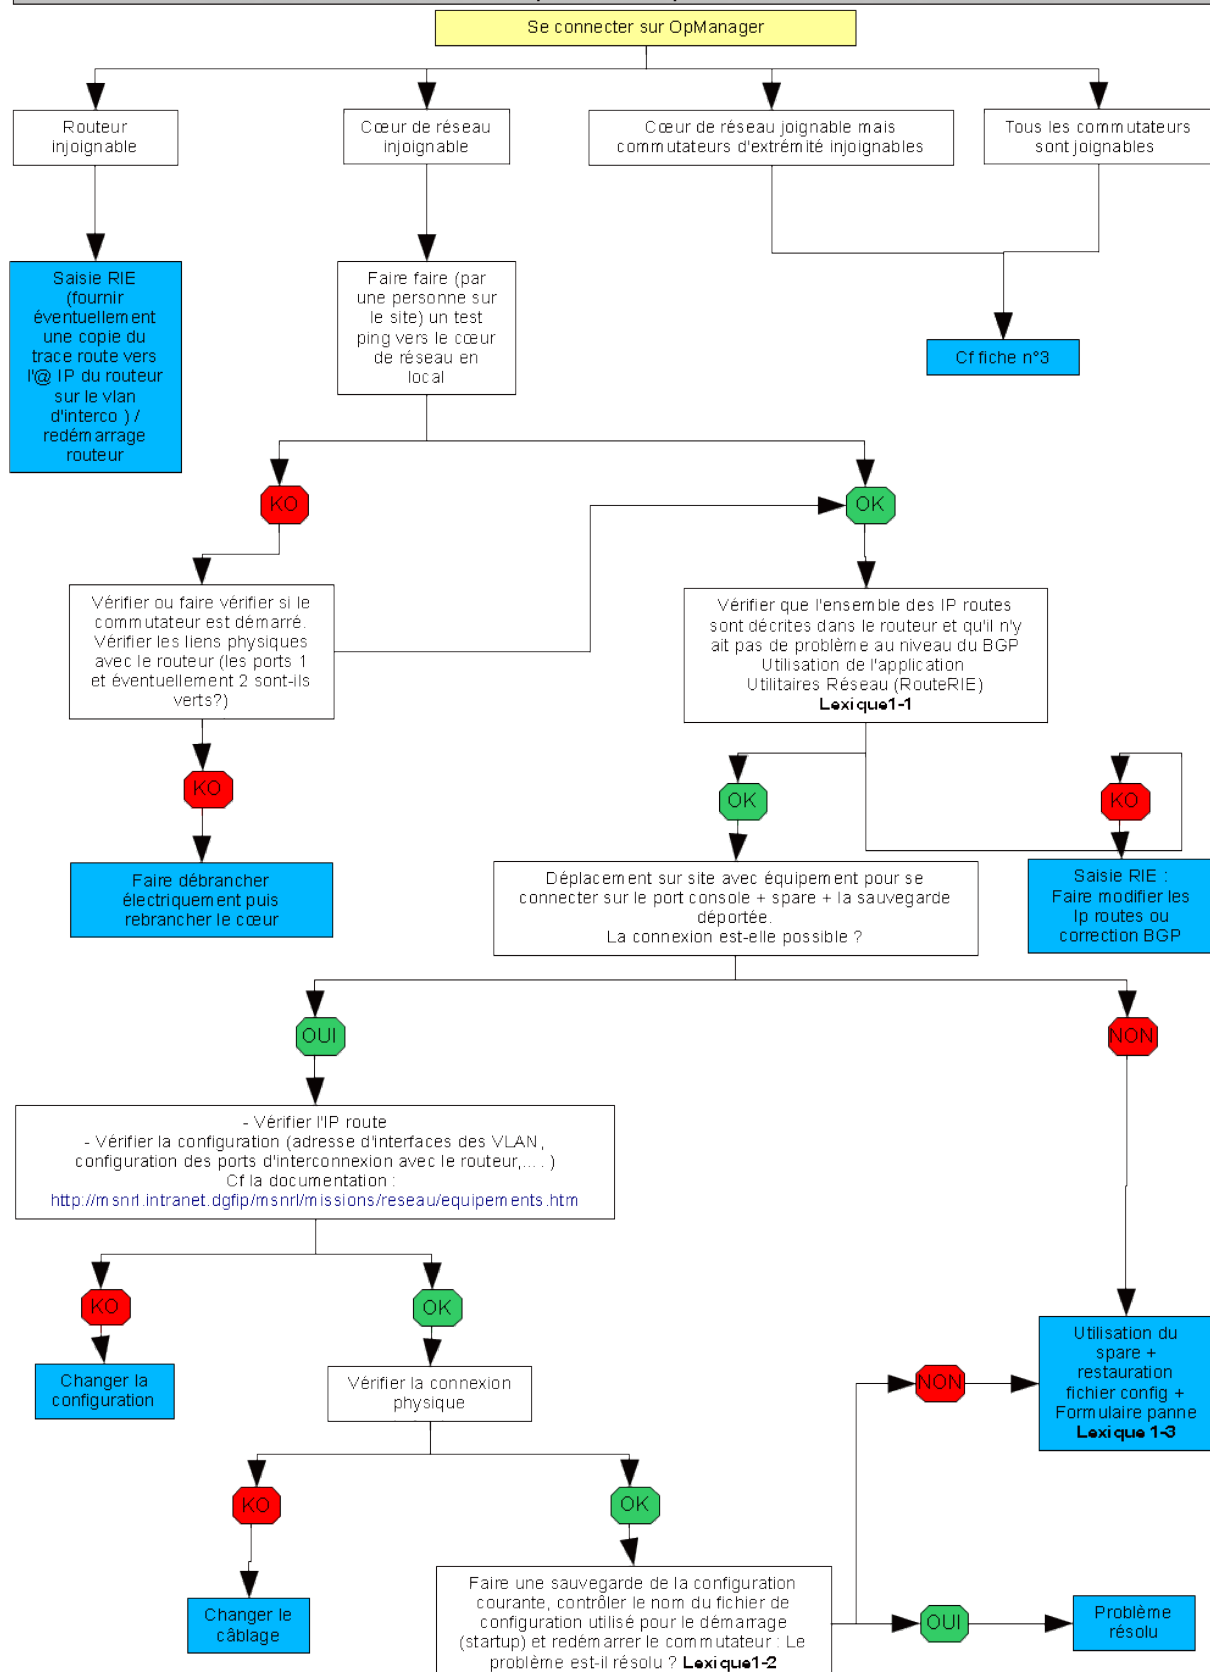 Se connecter sur OpManager
Routeur
injoignable
Cœur de réseau
injoignable
Cœur de réseau joignable mais
commutateurs d'extrémité injoignables
Tous les commutateurs
sont joignables
Saisie RIE
(fournir
éventuellement
une copie du
trace route vers
l'@ IP du routeur
sur le vlan
d'interco ) /
redémarrage
routeur
Faire faire (par
une personne sur
le site) un test
ping vers le cœur
de réseau en
local
Cf fiche n°3
KO
OK
Vérifier ou faire vérifier si le
commutateur est démarré.
Vérifier les liens physiques
avec le routeur (les ports 1
et éventuellement 2 sont-ils
verts?)
Vérifier que l'ensemble des IP routes
sont décrites dans le routeur et qu'il n'y
ait pas de problème au niveau du BGP
Utilisation de l'application
Utilitaires Réseau (RouteRIE)
Lexique1-1
KO
OK
KO
Faire débrancher
électriquement puis
rebrancher le cœur
Déplacement sur site avec équipement pour se
connecter sur le port console + spare + la sauvegarde
déportée.
La connexion est-elle possible ?
Saisie RIE :
Faire modifier les
Ip routes ou
correction BGP
OUI
NON
- Vérifier l'IP route
- Vérifier la configuration (adresse d'interfaces des VLAN ,
configuration des ports d'interconnexion avec le routeur,.... )
Cf la documentation :
http://msnrl.intranet.dgfip/msnrl/missions/reseau/equipements.htm
KO
OK
Changer la
configuration
Vérifier la connexion
physique
NON
Utilisation du
spare +
restauration
fichier config +
Formulaire panne
Lexique 1-3
KO
OK
Changer le
câblage
Faire une sauvegarde de la configuration
courante, contrôler le nom du fichier de
configuration utilisé pour le démarrage
(startup) et redémarrer le commutateur : Le
problème est-il résolu ? Lexique1-2
OUI
Problème
résolu